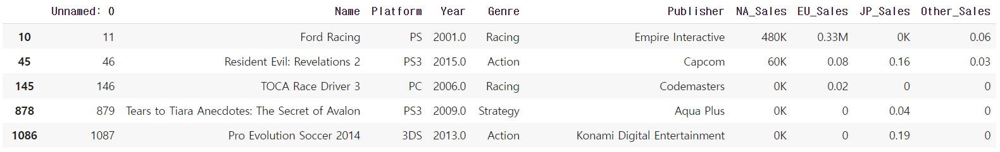 Unnamed: 0 Name Platform Year Genre Publisher NA_Sales EU_Sales JP_Sales Other_Sales
10 11 Ford Racing PS 2001.0 Racing Empire Interactive 480K 0.33M 0K 0.06
45 46 Resident Evil: Revelations 2 PS3 2015.0 Action Capcom 60K 0.08 0.16 0.03
145 146 TOCA Race Driver 3 PC 2006.0 Racing Codemasters 0K 0.02 0 0
878 879 Tears to Tiara Anecdotes: The Secret of Avalon PS3 2009.0 Strategy Aqua Plus 0K 0 0.04 0
1086 1087 Pro Evolution Soccer 2014 3DS 2013.0 Action Konami Digital Entertainment 0K 0 0.19 0